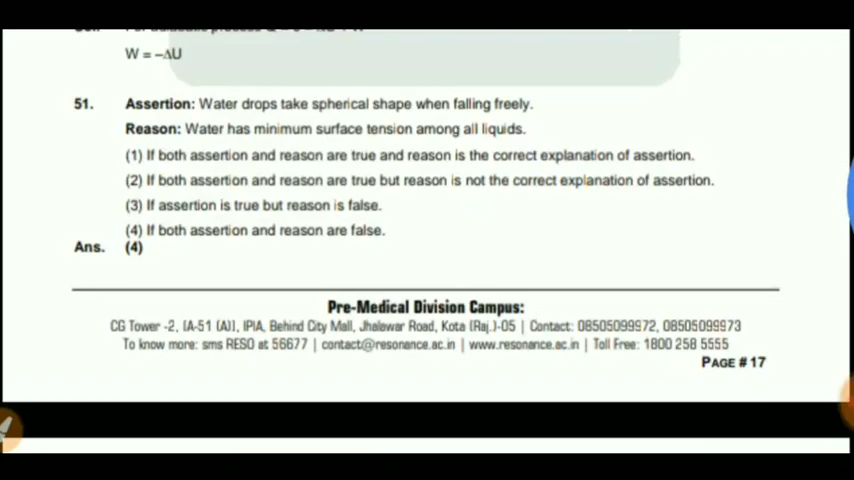 W = –ΔU
51. Assertion: Water drops take spherical shape when falling freely.
Reason: Water has minimum surface tension among all liquids.
(1) If both assertion and reason are true and reason is the correct explanation of assertion.
(2) If both assertion and reason are true but reason is not the correct explanation of assertion.
(3) If assertion is true but reason is false.
(4) If both assertion and reason are false.
Ans. (4)
Pre-Medical Division Campus:
CG Tower -2, [A-51 (A)], IPIA, Behind City Mall, Jhalawar Road, Kota (Raj.)-05 | Contact: 08505099972, 08505099973
To know more: sms RESO at 56677 | contact@resonance.ac.in | www.resonance.ac.in | Toll Free: 1800 258 5555
PAGE # 17